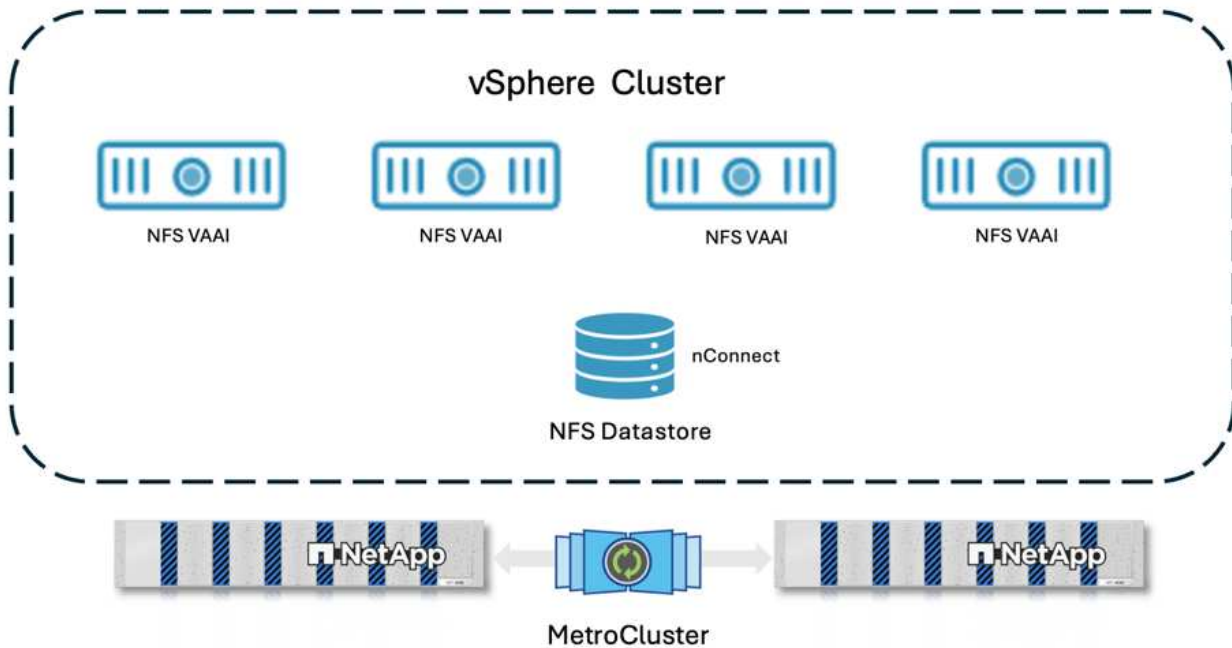 vSphere Cluster
NFS VAAI
NFS VAAI
NFS VAAI
NFS VAAI
nConnect
NFS Datastore
NetApp
NetApp
MetroCluster